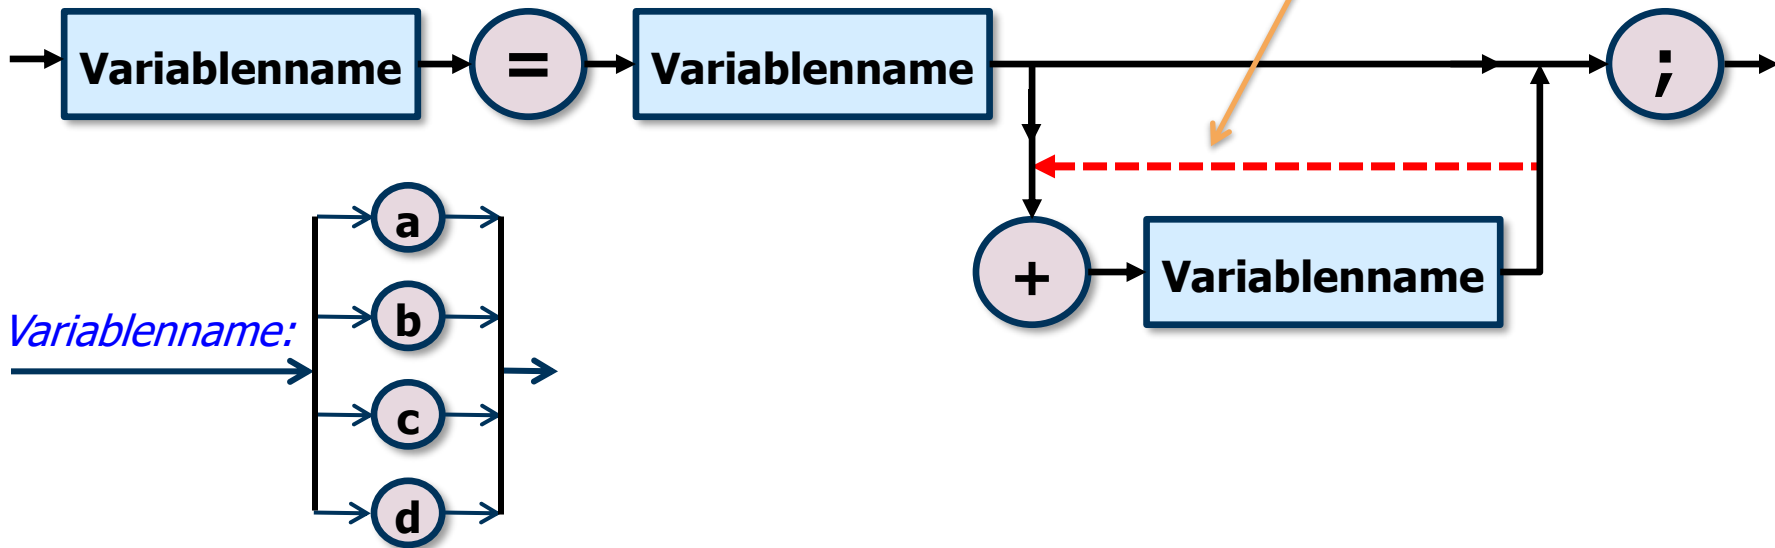 Variablenname = Variablenname ;
+ Variablenname
Variablenname:
a
b
c
d